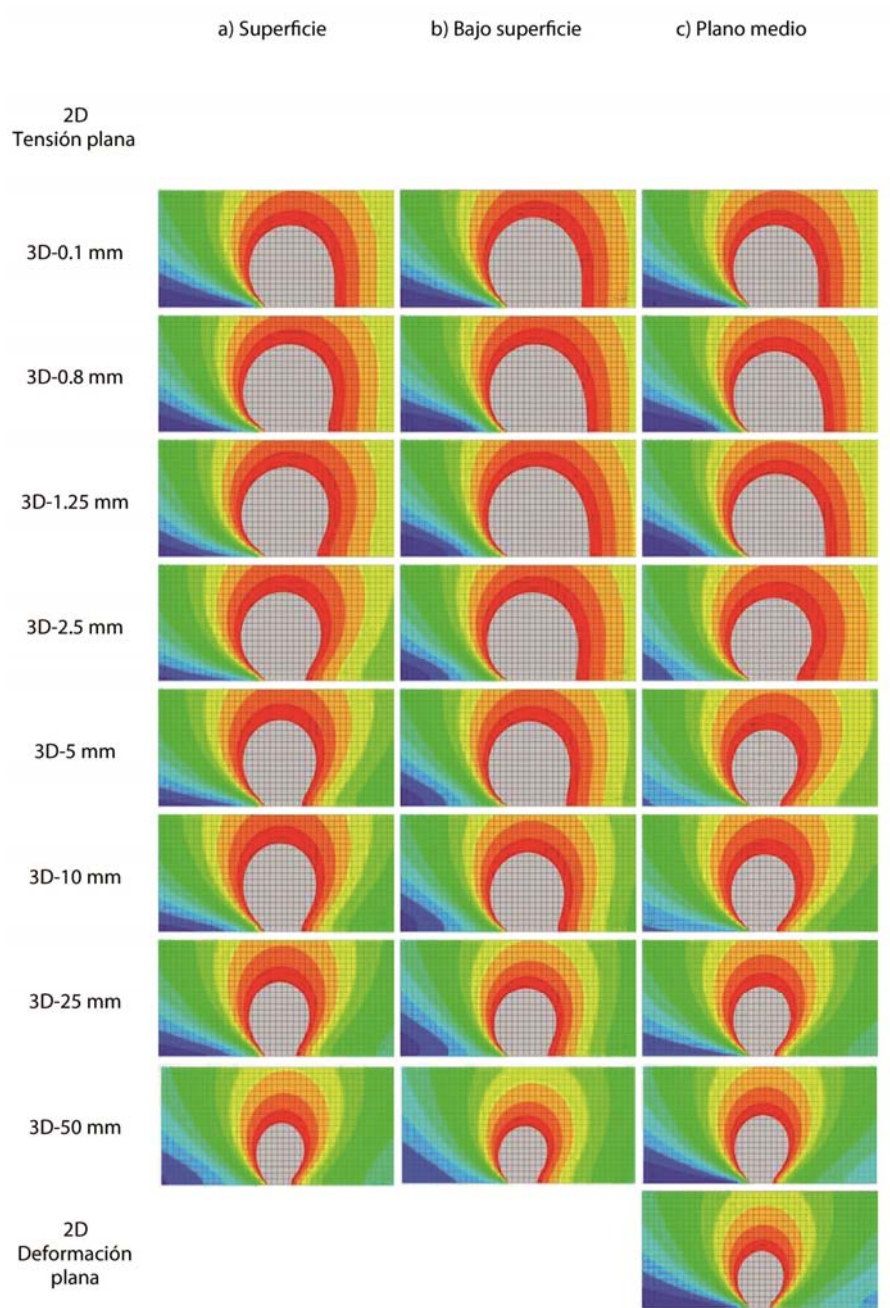 a) Superficie
b) Bajo superficie
c) Plano medio
2D
Tensión plana
3D-0.1 mm
3D-0.8 mm
3D-1.25 mm
3D-2.5 mm
3D-5 mm
3D-10 mm
3D-25 mm
3D-50 mm
2D
Deformación
plana